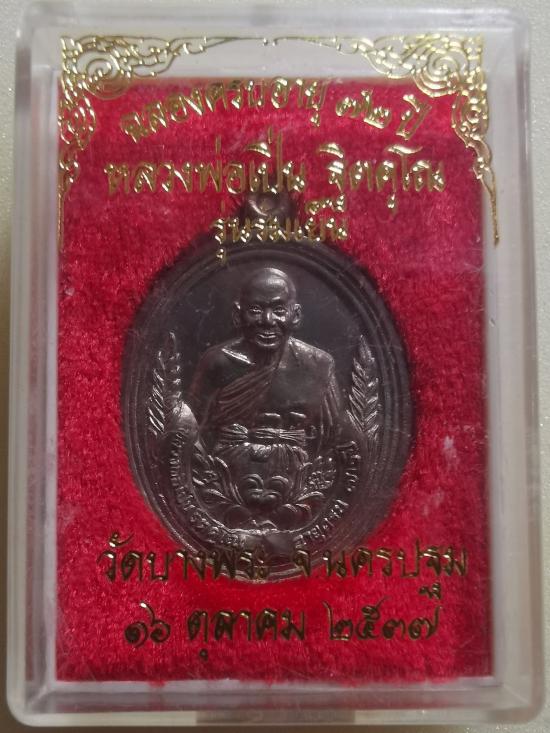 ฉลองครบอายุ ๗๒ ปี
หลวงพ่อเปิ่น ฐิตคุโณ
รุ่นร่มเย็น
วัดบางพระ จ.นครปฐม
๑๖ ตุลาคม ๒๕๓๗